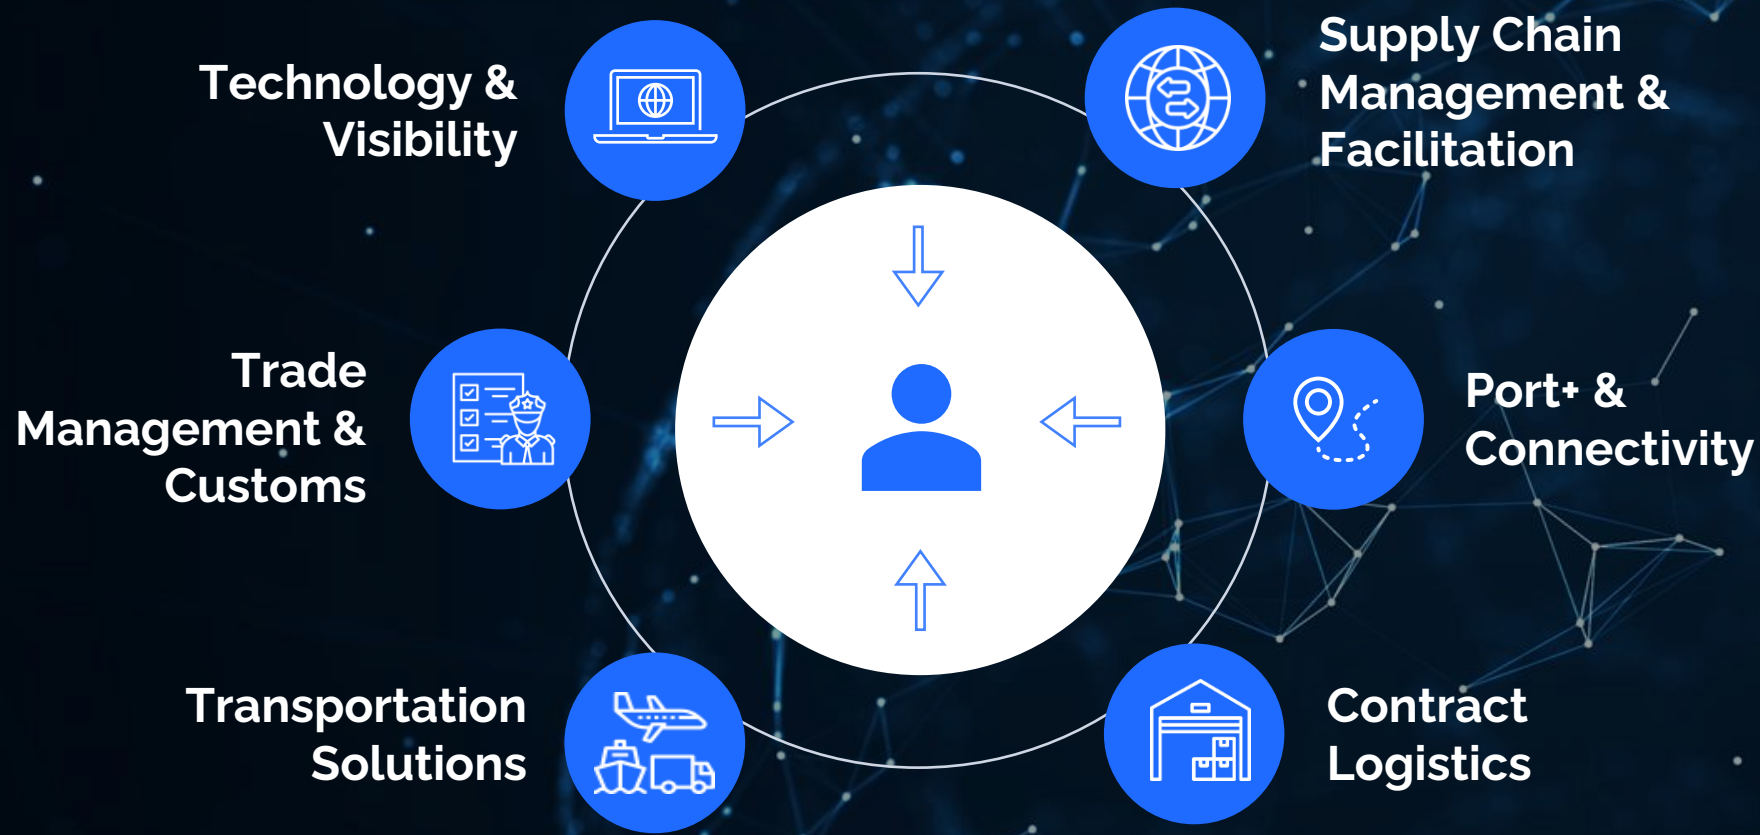 Technology &
Visibility
Supply Chain
Management &
Facilitation
Trade
Management &
Customs
Port+ &
Connectivity
Transportation
Solutions
Contract
Logistics